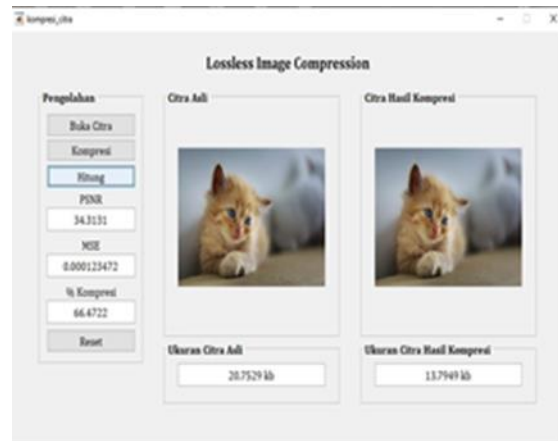 kompresi_citra
Lossless Image Compression
Pengolahan
Buka Citra
Kompresi
Hitung
PSNR
34.3131
MSE
0.000123472
% Kompresi
66.4722
Reset
Citra Asli
Citra Hasil Kompresi
Ukuran Citra Asli
20.7529 kb
Ukuran Citra Hasil Kompresi
13.7949 kb